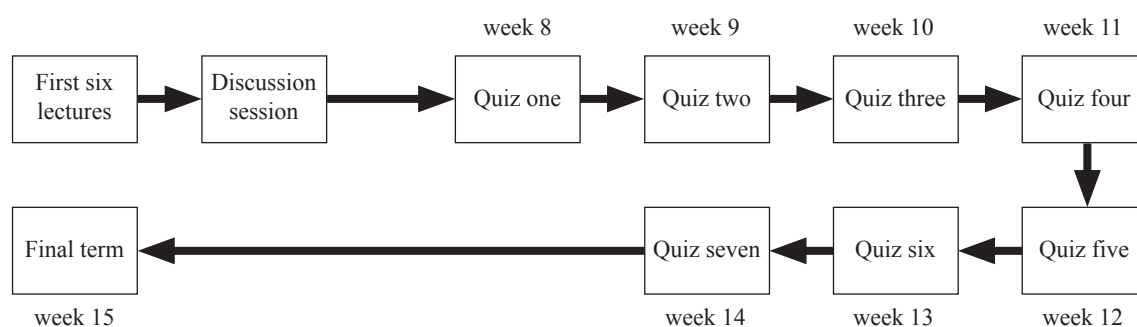 week 8
week 9
week 10
week 11
First six
lectures
Discussion
session
Quiz one
Quiz two
Quiz three
Quiz four
Final term
Quiz seven
Quiz six
Quiz five
week 15
week 14
week 13
week 12